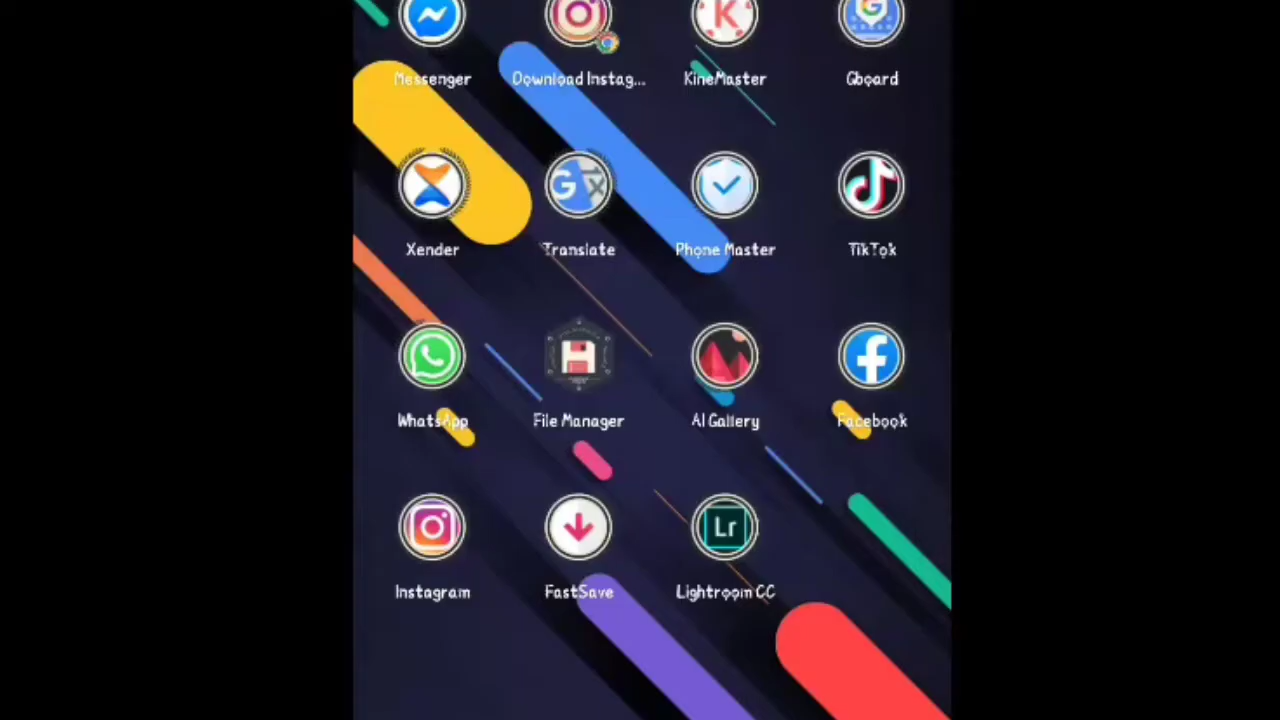 Messenger
Download Instag...
KineMaster
Gboard
Xender
Translate
Phone Master
TikTok
WhatsApp
File Manager
AI Gallery
Facebook
Lr
Instagram
FastSave
Lightroom CC